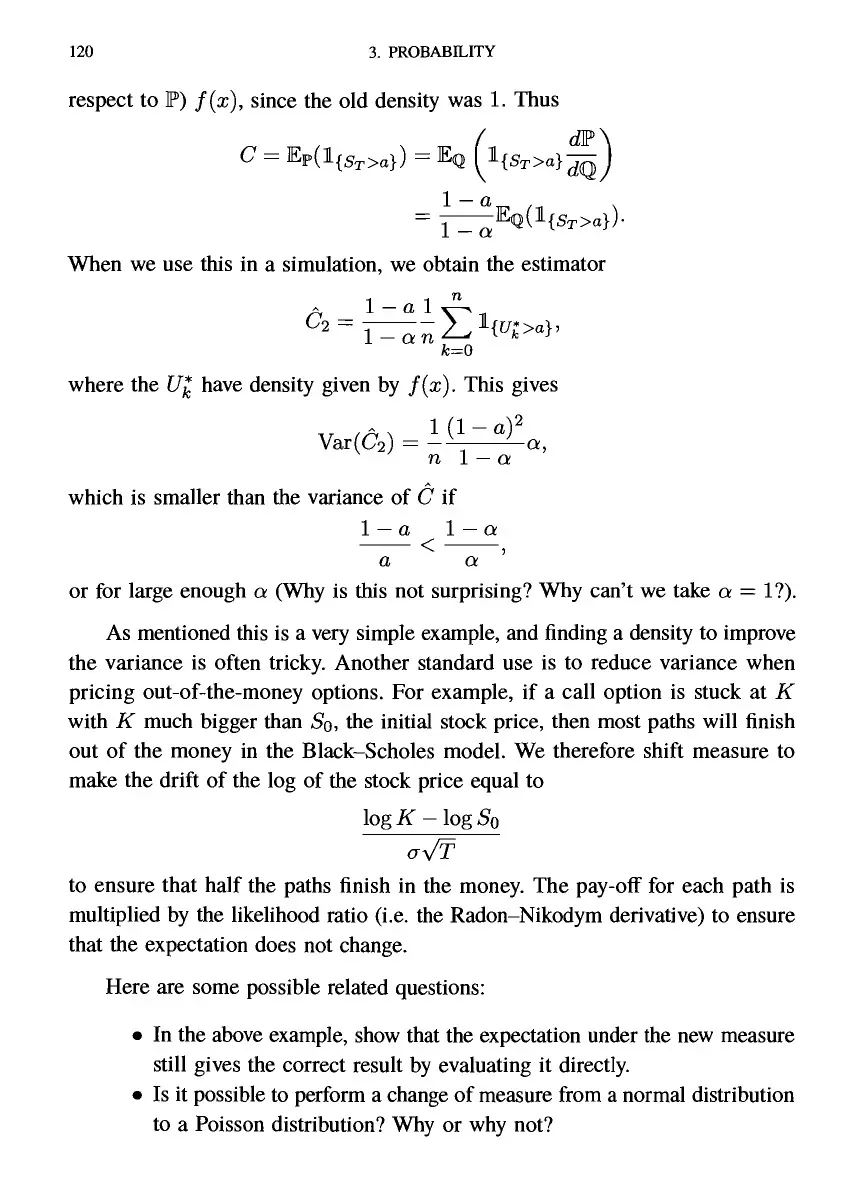 120 3. PROBABILITY
respect to ℙ) f(x), since the old density was 1. Thus
C = 𝔼_ℙ(𝟙_{S_T>a}) = 𝔼_ℚ (𝟙_{S_T>a} dℙ/dℚ)
= (1 − a)/(1 − α) 𝔼_ℚ(𝟙_{S_T>a}).
When we use this in a simulation, we obtain the estimator
Ĉ₂ = (1 − a)/(1 − α) 1/n ∑_{k=0}^{n} 𝟙_{U_k^*>a},
where the U_k^* have density given by f(x). This gives
Var(Ĉ₂) = 1/n (1 − a)²/(1 − α) α,
which is smaller than the variance of Ĉ if
(1 − a)/a < (1 − α)/α,
or for large enough α (Why is this not surprising? Why can't we take α = 1?).
As mentioned this is a very simple example, and finding a density to improve
the variance is often tricky. Another standard use is to reduce variance when
pricing out-of-the-money options. For example, if a call option is stuck at K
with K much bigger than S₀, the initial stock price, then most paths will finish
out of the money in the Black–Scholes model. We therefore shift measure to
make the drift of the log of the stock price equal to
(log K − log S₀)/(σ√T)
to ensure that half the paths finish in the money. The pay-off for each path is
multiplied by the likelihood ratio (i.e. the Radon–Nikodym derivative) to ensure
that the expectation does not change.
Here are some possible related questions:
• In the above example, show that the expectation under the new measure
still gives the correct result by evaluating it directly.
• Is it possible to perform a change of measure from a normal distribution
to a Poisson distribution? Why or why not?